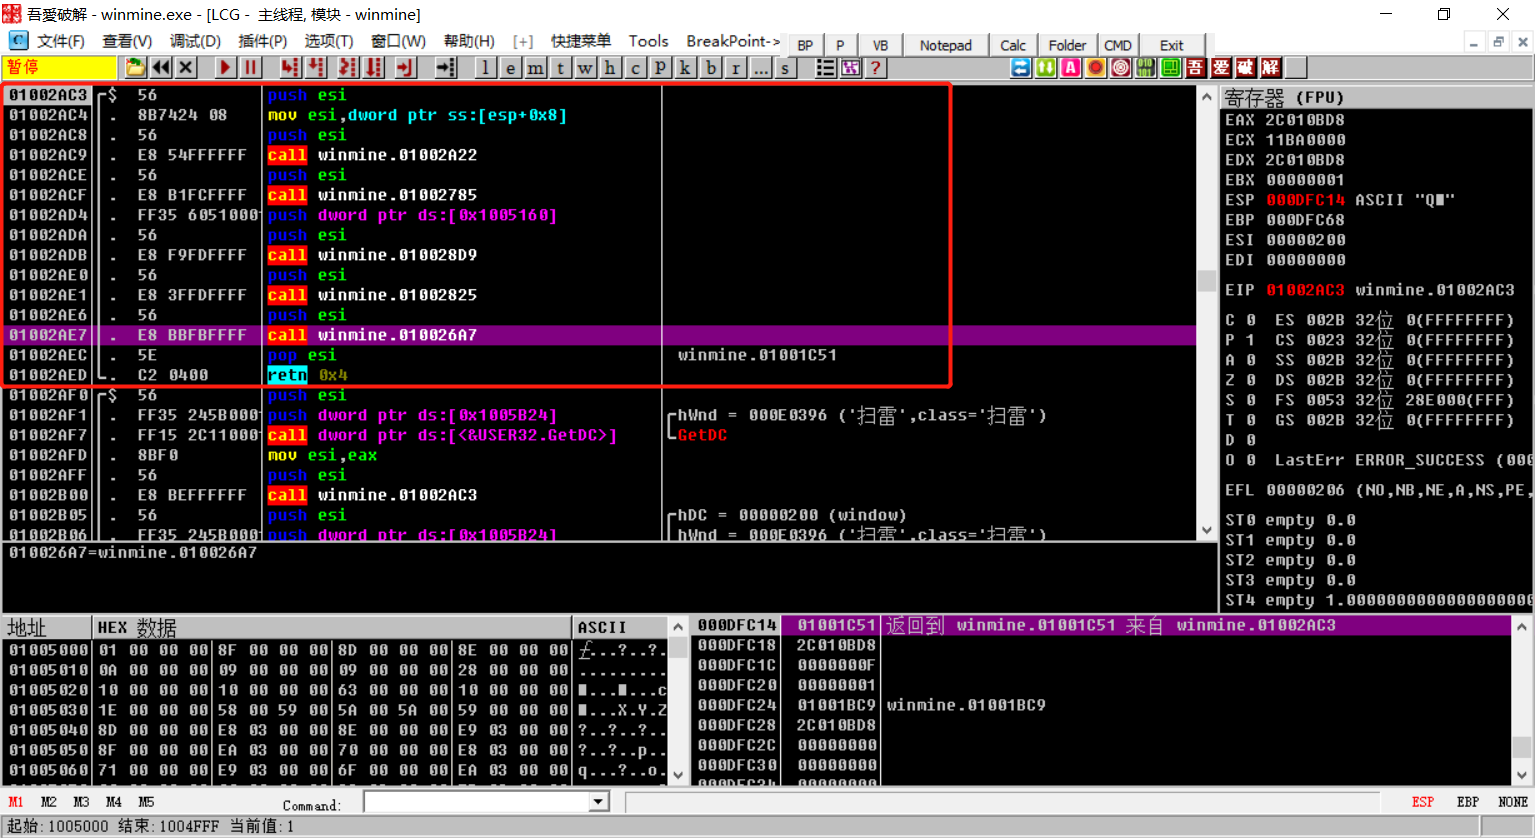 吾愛破解 - winmine.exe - [LCG - 主线程, 模块 - winmine]
文件(F) 查看(V) 调试(D) 插件(P) 选项(T) 窗口(W) 帮助(H) [+] 快捷菜单 Tools BreakPoint-> BP P VB Notepad Calc Folder CMD Exit
暂停 l e m t w h c p k b r ... s ? A 吾 爱 破 解
01002AC3 $ 56 push esi
01002AC4 . 8B7424 08 mov esi,dword ptr ss:[esp+0x8]
01002AC8 . 56 push esi
01002AC9 . E8 54FFFFFF call winmine.01002A22
01002ACE . 56 push esi
01002ACF . E8 B1FCFFFF call winmine.01002785
01002AD4 . FF35 6051000 push dword ptr ds:[0x1005160]
01002ADA . 56 push esi
01002ADB . E8 F9FDFFFF call winmine.010028D9
01002AE0 . 56 push esi
01002AE1 . E8 3FFDFFFF call winmine.01002825
01002AE6 . 56 push esi
01002AE7 . E8 BBFBFFFF call winmine.010026A7
01002AEC . 5E pop esi winmine.01001C51
01002AED . C2 0400 retn 0x4
01002AF0 $ 56 push esi
01002AF1 . FF35 245B000 push dword ptr ds:[0x1005B24] hWnd = 000E0396 ('扫雷',class='扫雷')
01002AF7 . FF15 2C11000 call dword ptr ds:[<&USER32.GetDC>] GetDC
01002AFD . 8BF0 mov esi,eax
01002AFF . 56 push esi
01002B00 . E8 BEFFFFFF call winmine.01002AC3
01002B05 . 56 push esi hDC = 00000200 (window)
01002B06 . FF35 245B000 push dword ptr ds:[0x1005B24] hWnd = 000E0396 ('扫雷',class='扫雷')
010026A7=winmine.010026A7
寄存器 (FPU)
EAX 2C010BD8
ECX 11BA0000
EDX 2C010BD8
EBX 00000001
ESP 000DFC14 ASCII "Q■"
EBP 000DFC68
ESI 00000200
EDI 00000000
EIP 01002AC3 winmine.01002AC3
C 0 ES 002B 32位 0(FFFFFFFF)
P 1 CS 0023 32位 0(FFFFFFFF)
A 0 SS 002B 32位 0(FFFFFFFF)
Z 0 DS 002B 32位 0(FFFFFFFF)
S 0 FS 0053 32位 28E000(FFF)
T 0 GS 002B 32位 0(FFFFFFFF)
D 0
O 0 LastErr ERROR_SUCCESS (000
EFL 00000206 (NO,NB,NE,A,NS,PE,
ST0 empty 0.0
ST1 empty 0.0
ST2 empty 0.0
ST3 empty 0.0
ST4 empty 1.0000000000000000000
地址 HEX 数据 ASCII
01005000 01 00 00 00 8F 00 00 00 8D 00 00 00 8E 00 00 00 ƒ...?..?.
01005010 0A 00 00 00 09 00 00 00 09 00 00 00 28 00 00 00 .........
01005020 10 00 00 00 10 00 00 00 63 00 00 00 10 00 00 00 ■...■...c
01005030 1E 00 00 00 58 00 59 00 5A 00 5A 00 59 00 00 00 ■...X.Y.Z
01005040 8D 00 00 00 E8 03 00 00 8E 00 00 00 E9 03 00 00 ?..?..?.
01005050 8F 00 00 00 EA 03 00 00 70 00 00 00 E8 03 00 00 ?..?..p..
01005060 71 00 00 00 E9 03 00 00 6F 00 00 00 EA 03 00 00 q...?..o.
000DFC14 01001C51 返回到 winmine.01001C51 来自 winmine.01002AC3
000DFC18 2C010BD8
000DFC1C 0000000F
000DFC20 00000001
000DFC24 01001BC9 winmine.01001BC9
000DFC28 2C010BD8
000DFC2C 00000000
000DFC30 00000000
000DFC34 00000000
M1 M2 M3 M4 M5 Command: ESP EBP NONE
起始:1005000 结束:1004FFF 当前值:1